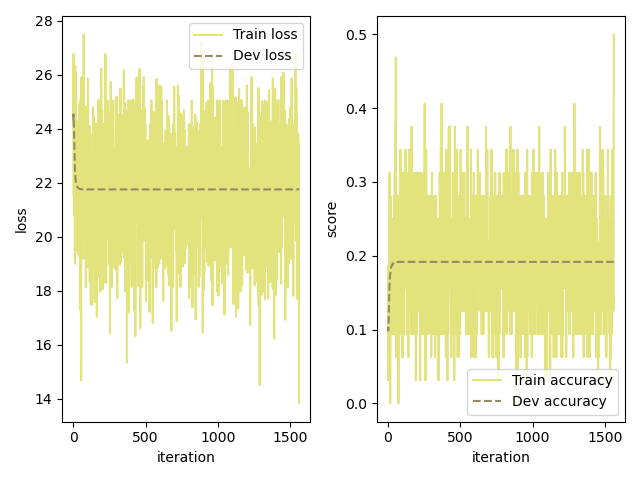 28
26
24
22
20
18
16
14
loss
0
500
1000
1500
iteration
Train loss
Dev loss
0.5
0.4
0.3
0.2
0.1
0.0
score
0
500
1000
1500
iteration
Train accuracy
Dev accuracy